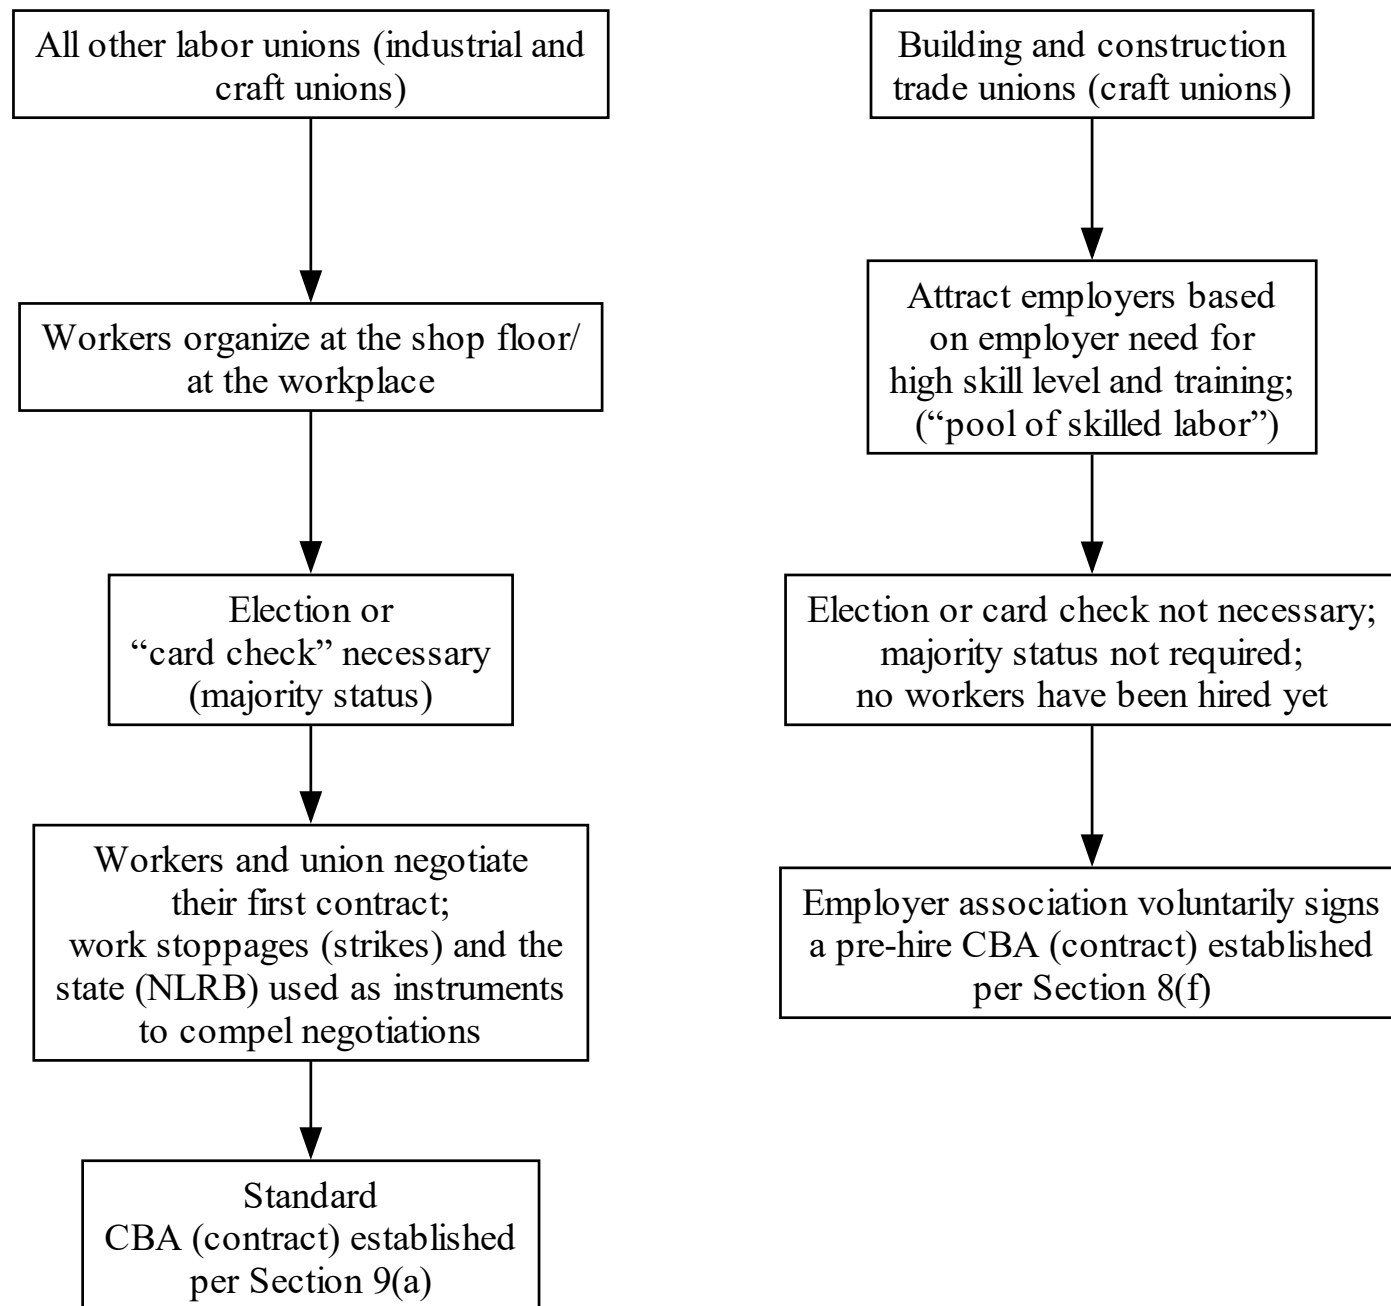 All other labor unions (industrial and
craft unions)
Workers organize at the shop floor/
at the workplace
Election or
“card check” necessary
(majority status)
Workers and union negotiate
their first contract;
work stoppages (strikes) and the
state (NLRB) used as instruments
to compel negotiations
Standard
CBA (contract) established
per Section 9(a)
Building and construction
trade unions (craft unions)
Attract employers based
on employer need for
high skill level and training;
(“pool of skilled labor”)
Election or card check not necessary;
majority status not required;
no workers have been hired yet
Employer association voluntarily signs
a pre-hire CBA (contract) established
per Section 8(f)